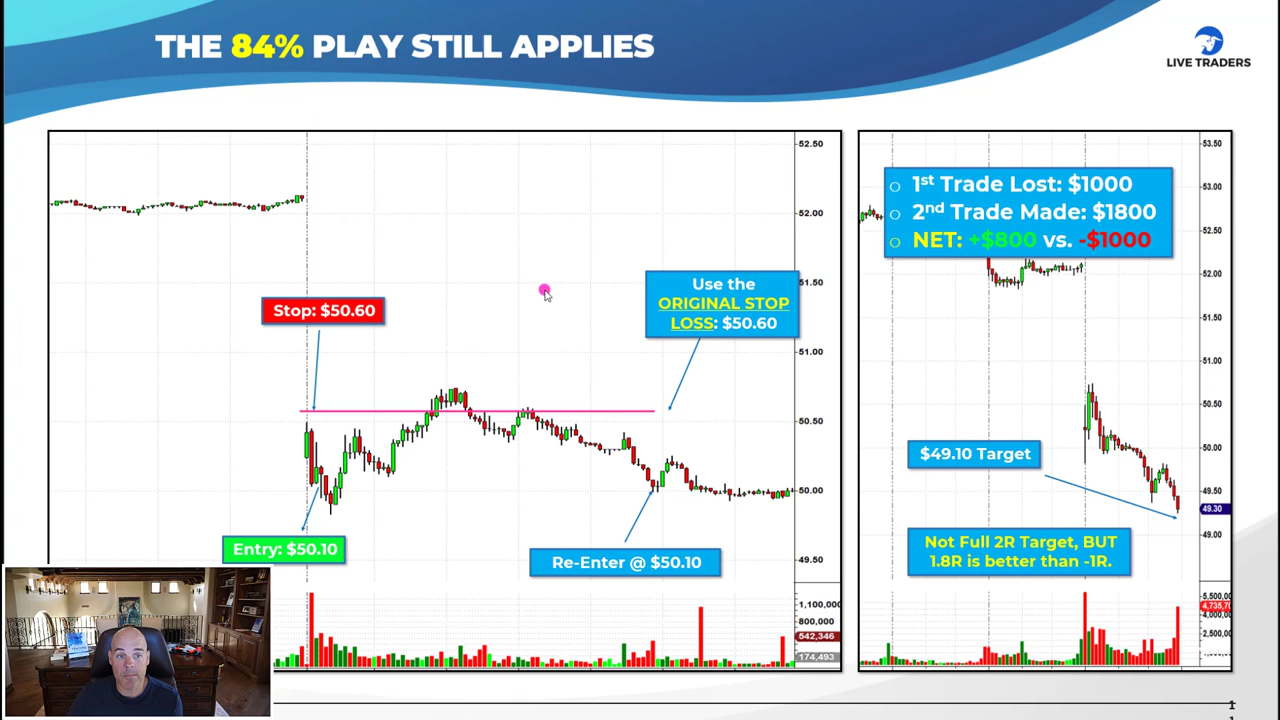 THE 84% PLAY STILL APPLIES
LIVE TRADERS
52.50
52.00
51.50
51.00
50.50
50.00
49.50
1,100,000
800,000
542,346
174,493
Stop: $50.60
Use the
ORIGINAL STOP
LOSS: $50.60
Entry: $50.10
Re-Enter @ $50.10
1st Trade Lost: $1000
2nd Trade Made: $1800
NET: +$800 vs. -$1000
$49.10 Target
Not Full 2R Target, BUT
1.8R is better than -1R.
53.50
53.00
52.50
52.00
51.50
51.00
50.50
50.00
49.50
49.30
49.00
5,500,0
4,735,70
2,500,0